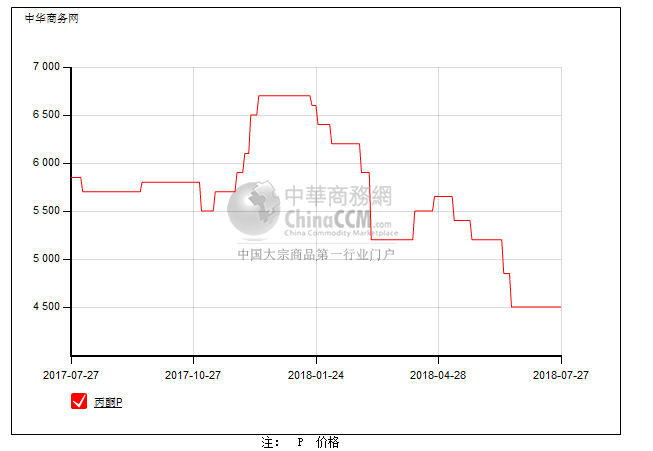 中华商务网
7 000
6 500
6 000
5 500
5 000
4 500
中華商務網
ChinaCCM.com
China Commodity Marketplace
中国大宗商品第一行业门户
2017-07-27
2017-10-27
2018-01-24
2018-04-28
2018-07-27
丙酮P
注： P 价格